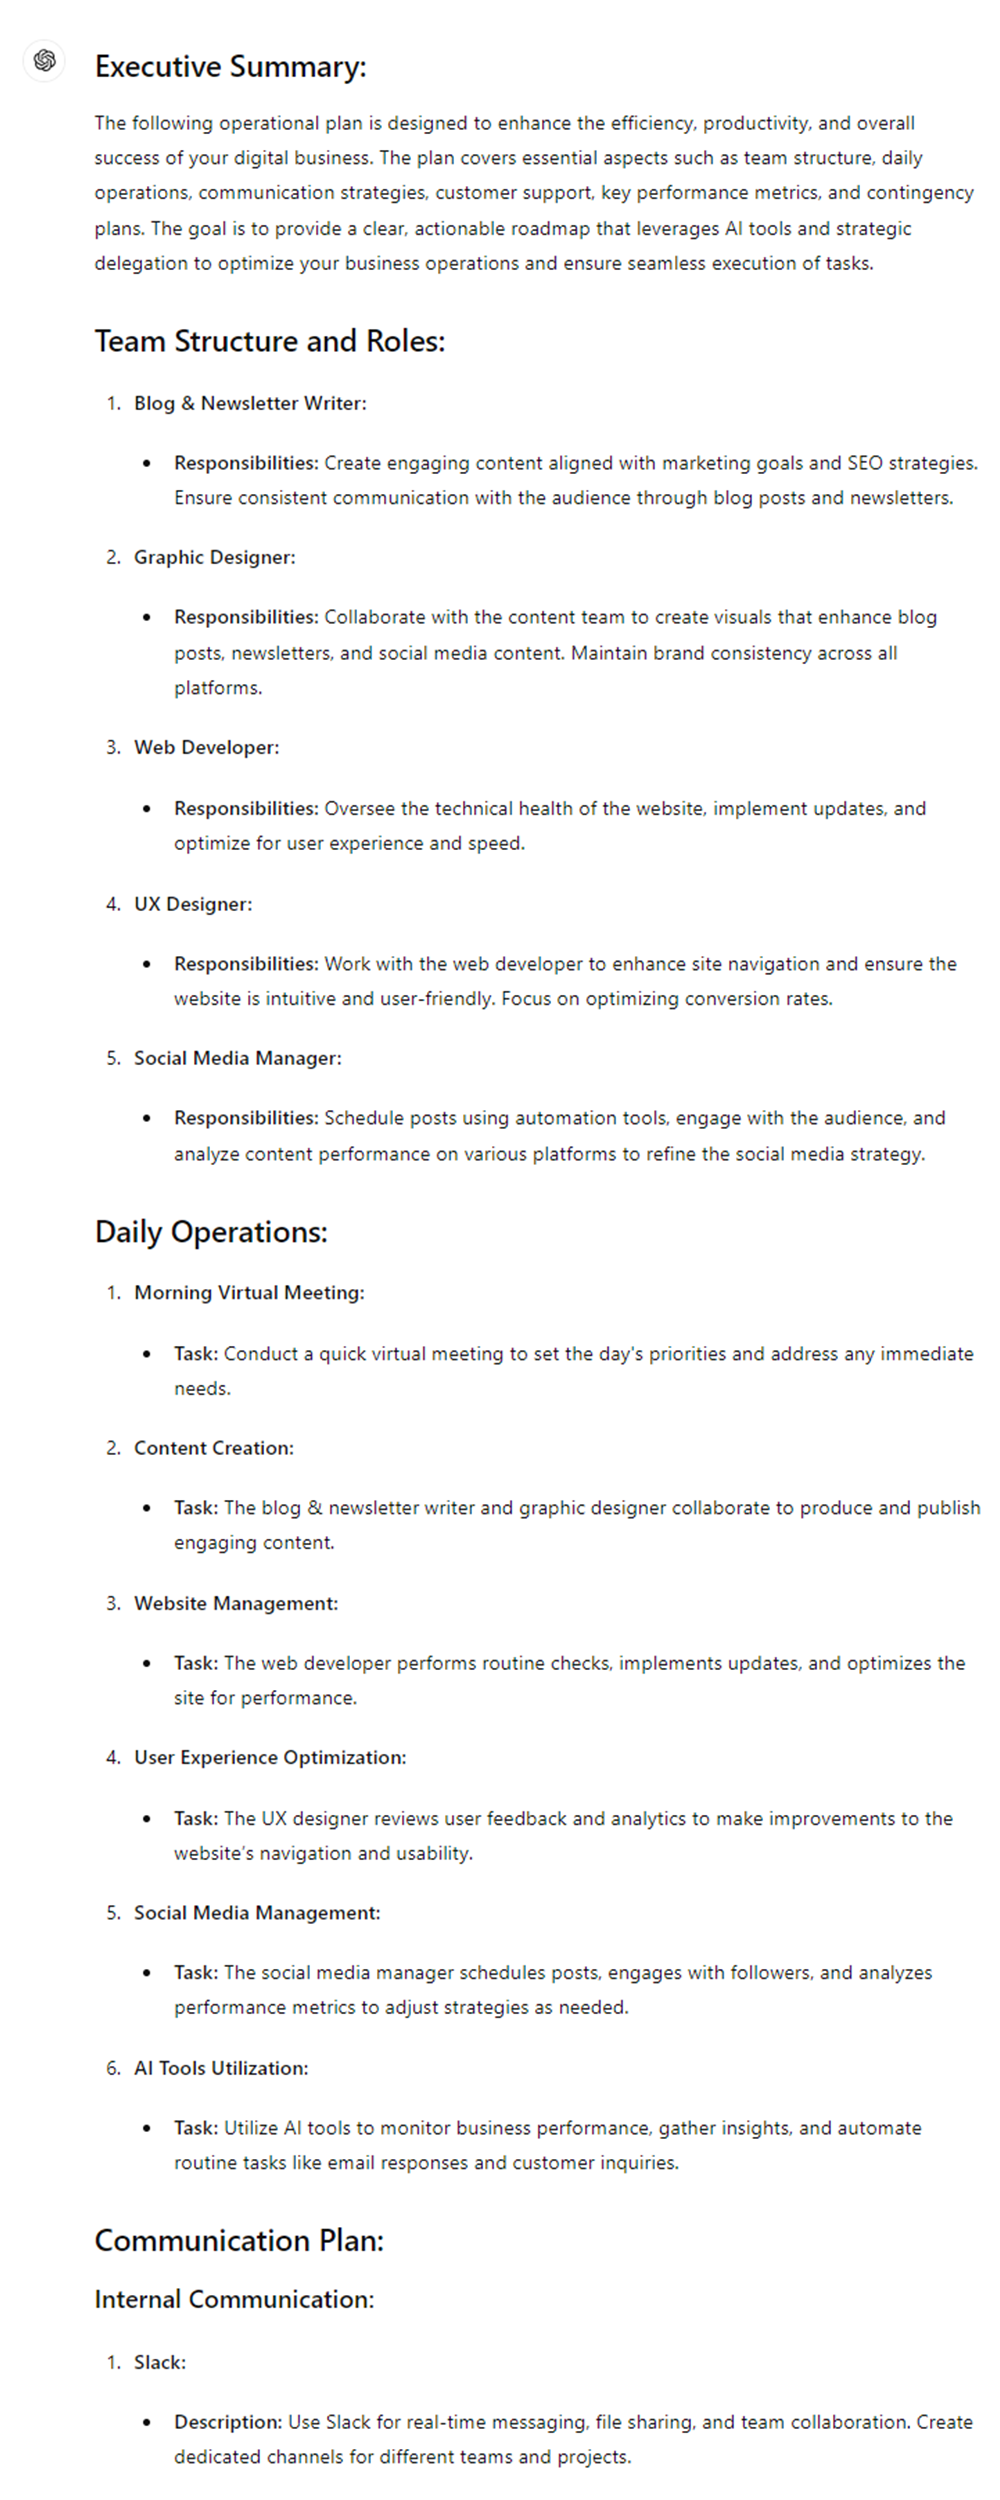 Executive Summary:
The following operational plan is designed to enhance the efficiency, productivity, and overall
success of your digital business. The plan covers essential aspects such as team structure, daily
operations, communication strategies, customer support, key performance metrics, and contingency
plans. The goal is to provide a clear, actionable roadmap that leverages AI tools and strategic
delegation to optimize your business operations and ensure seamless execution of tasks.
Team Structure and Roles:
1. Blog & Newsletter Writer:
• Responsibilities: Create engaging content aligned with marketing goals and SEO strategies.
Ensure consistent communication with the audience through blog posts and newsletters.
2. Graphic Designer:
• Responsibilities: Collaborate with the content team to create visuals that enhance blog
posts, newsletters, and social media content. Maintain brand consistency across all
platforms.
3. Web Developer:
• Responsibilities: Oversee the technical health of the website, implement updates, and
optimize for user experience and speed.
4. UX Designer:
• Responsibilities: Work with the web developer to enhance site navigation and ensure the
website is intuitive and user-friendly. Focus on optimizing conversion rates.
5. Social Media Manager:
• Responsibilities: Schedule posts using automation tools, engage with the audience, and
analyze content performance on various platforms to refine the social media strategy.
Daily Operations:
1. Morning Virtual Meeting:
• Task: Conduct a quick virtual meeting to set the day's priorities and address any immediate
needs.
2. Content Creation:
• Task: The blog & newsletter writer and graphic designer collaborate to produce and publish
engaging content.
3. Website Management:
• Task: The web developer performs routine checks, implements updates, and optimizes the
site for performance.
4. User Experience Optimization:
• Task: The UX designer reviews user feedback and analytics to make improvements to the
website's navigation and usability.
5. Social Media Management:
• Task: The social media manager schedules posts, engages with followers, and analyzes
performance metrics to adjust strategies as needed.
6. AI Tools Utilization:
• Task: Utilize AI tools to monitor business performance, gather insights, and automate
routine tasks like email responses and customer inquiries.
Communication Plan:
Internal Communication:
1. Slack:
• Description: Use Slack for real-time messaging, file sharing, and team collaboration. Create
dedicated channels for different teams and projects.